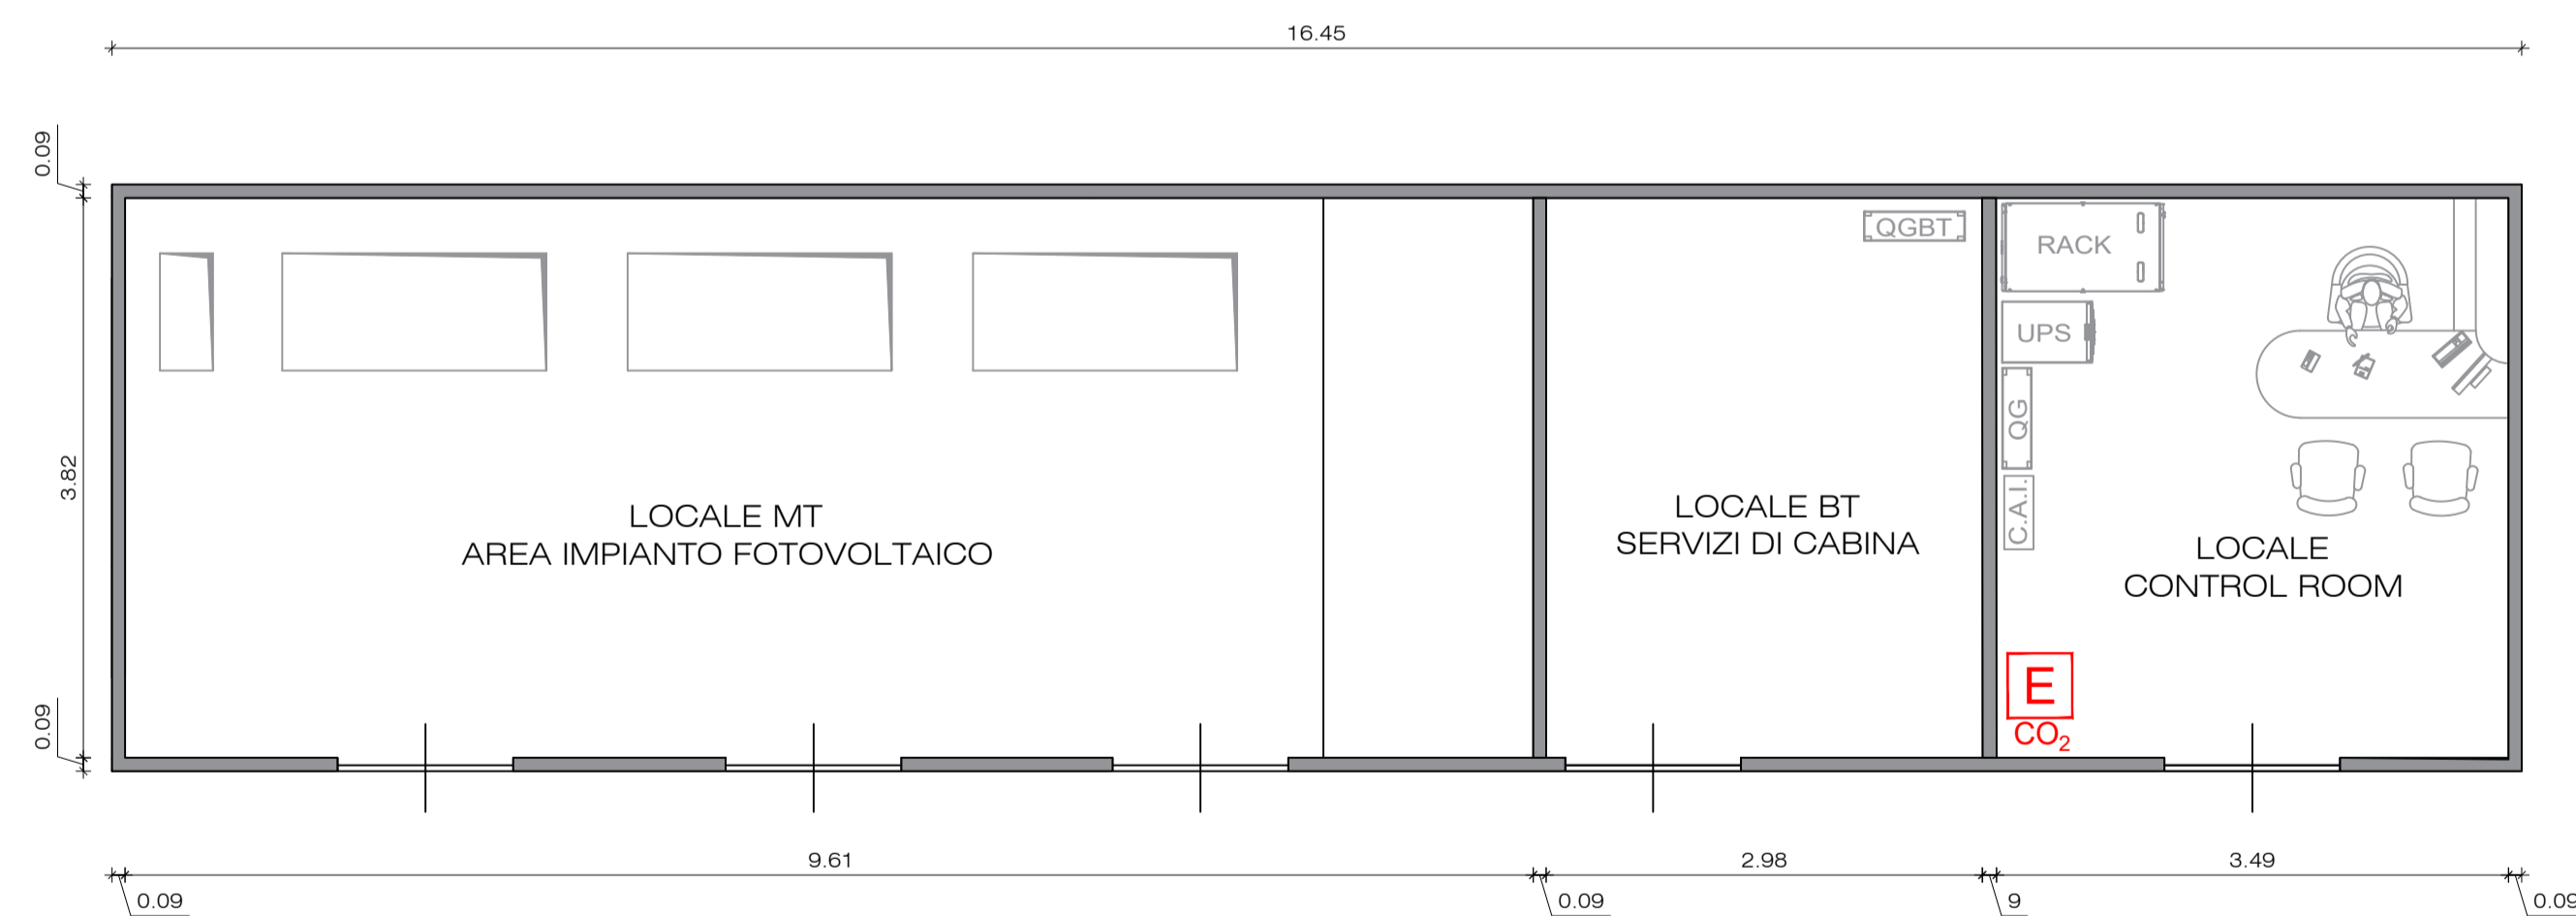 16.45
0.09
3.82
0.09
QGBT
RACK
UPS
QG
C.A.I.
LOCALE MT
AREA IMPIANTO FOTOVOLTAICO
LOCALE BT
SERVIZI DI CABINA
LOCALE
CONTROL ROOM
E
CO₂
9.61
2.98
3.49
0.09
0.09
9
0.09